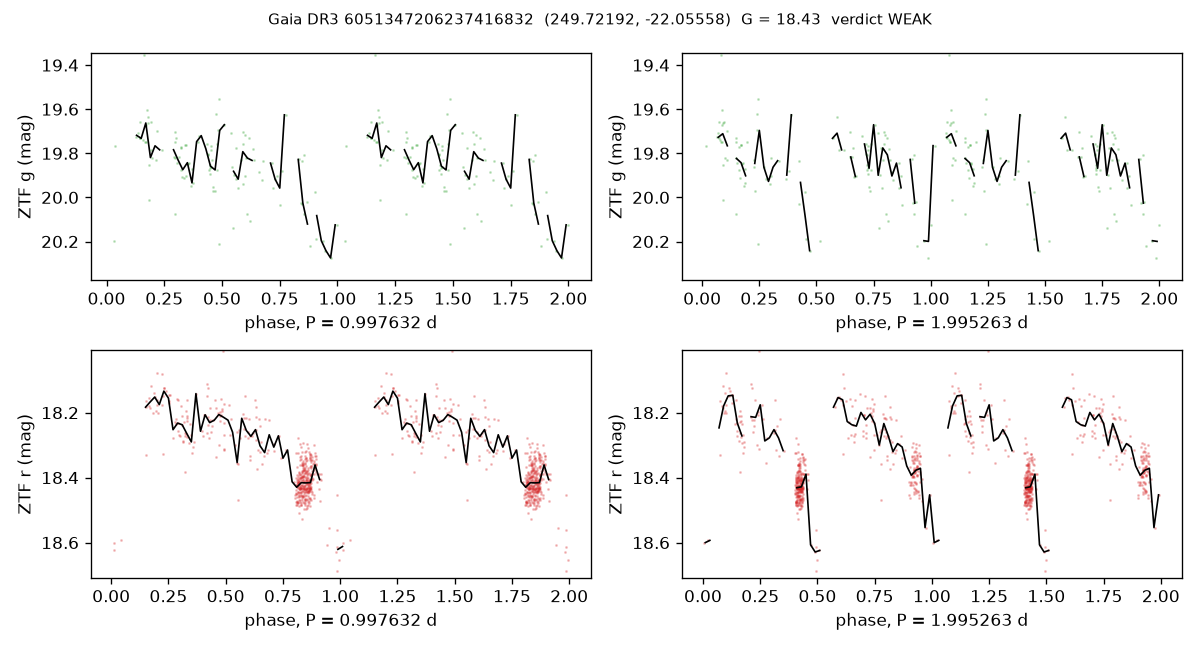 Gaia DR3 6051347206237416832 (249.72192, -22.05558) G = 18.43 verdict WEAK
ZTF g (mag)
19.4
19.6
19.8
20.0
20.2
0.00 0.25 0.50 0.75 1.00 1.25 1.50 1.75 2.00
phase, P = 0.997632 d
ZTF g (mag)
19.4
19.6
19.8
20.0
20.2
0.00 0.25 0.50 0.75 1.00 1.25 1.50 1.75 2.00
phase, P = 1.995263 d
ZTF r (mag)
18.2
18.4
18.6
0.00 0.25 0.50 0.75 1.00 1.25 1.50 1.75 2.00
phase, P = 0.997632 d
ZTF r (mag)
18.2
18.4
18.6
0.00 0.25 0.50 0.75 1.00 1.25 1.50 1.75 2.00
phase, P = 1.995263 d